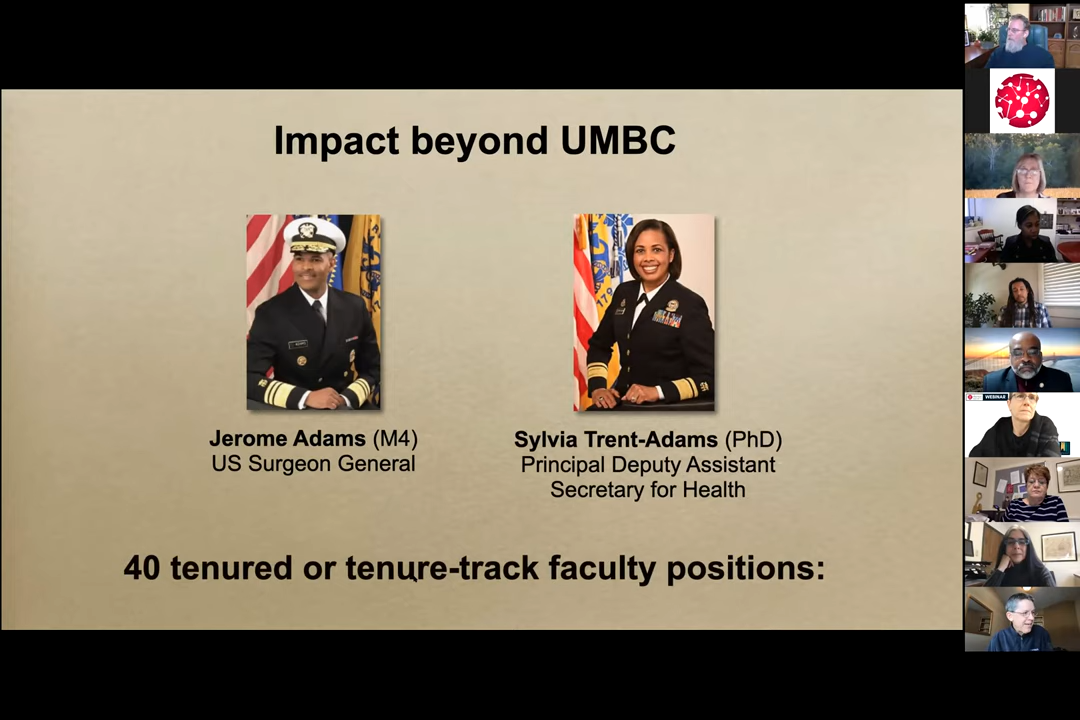 Impact beyond UMBC
Jerome Adams (M4)
US Surgeon General
Sylvia Trent-Adams (PhD)
Principal Deputy Assistant
Secretary for Health
40 tenured or tenure-track faculty positions:
WEBINAR